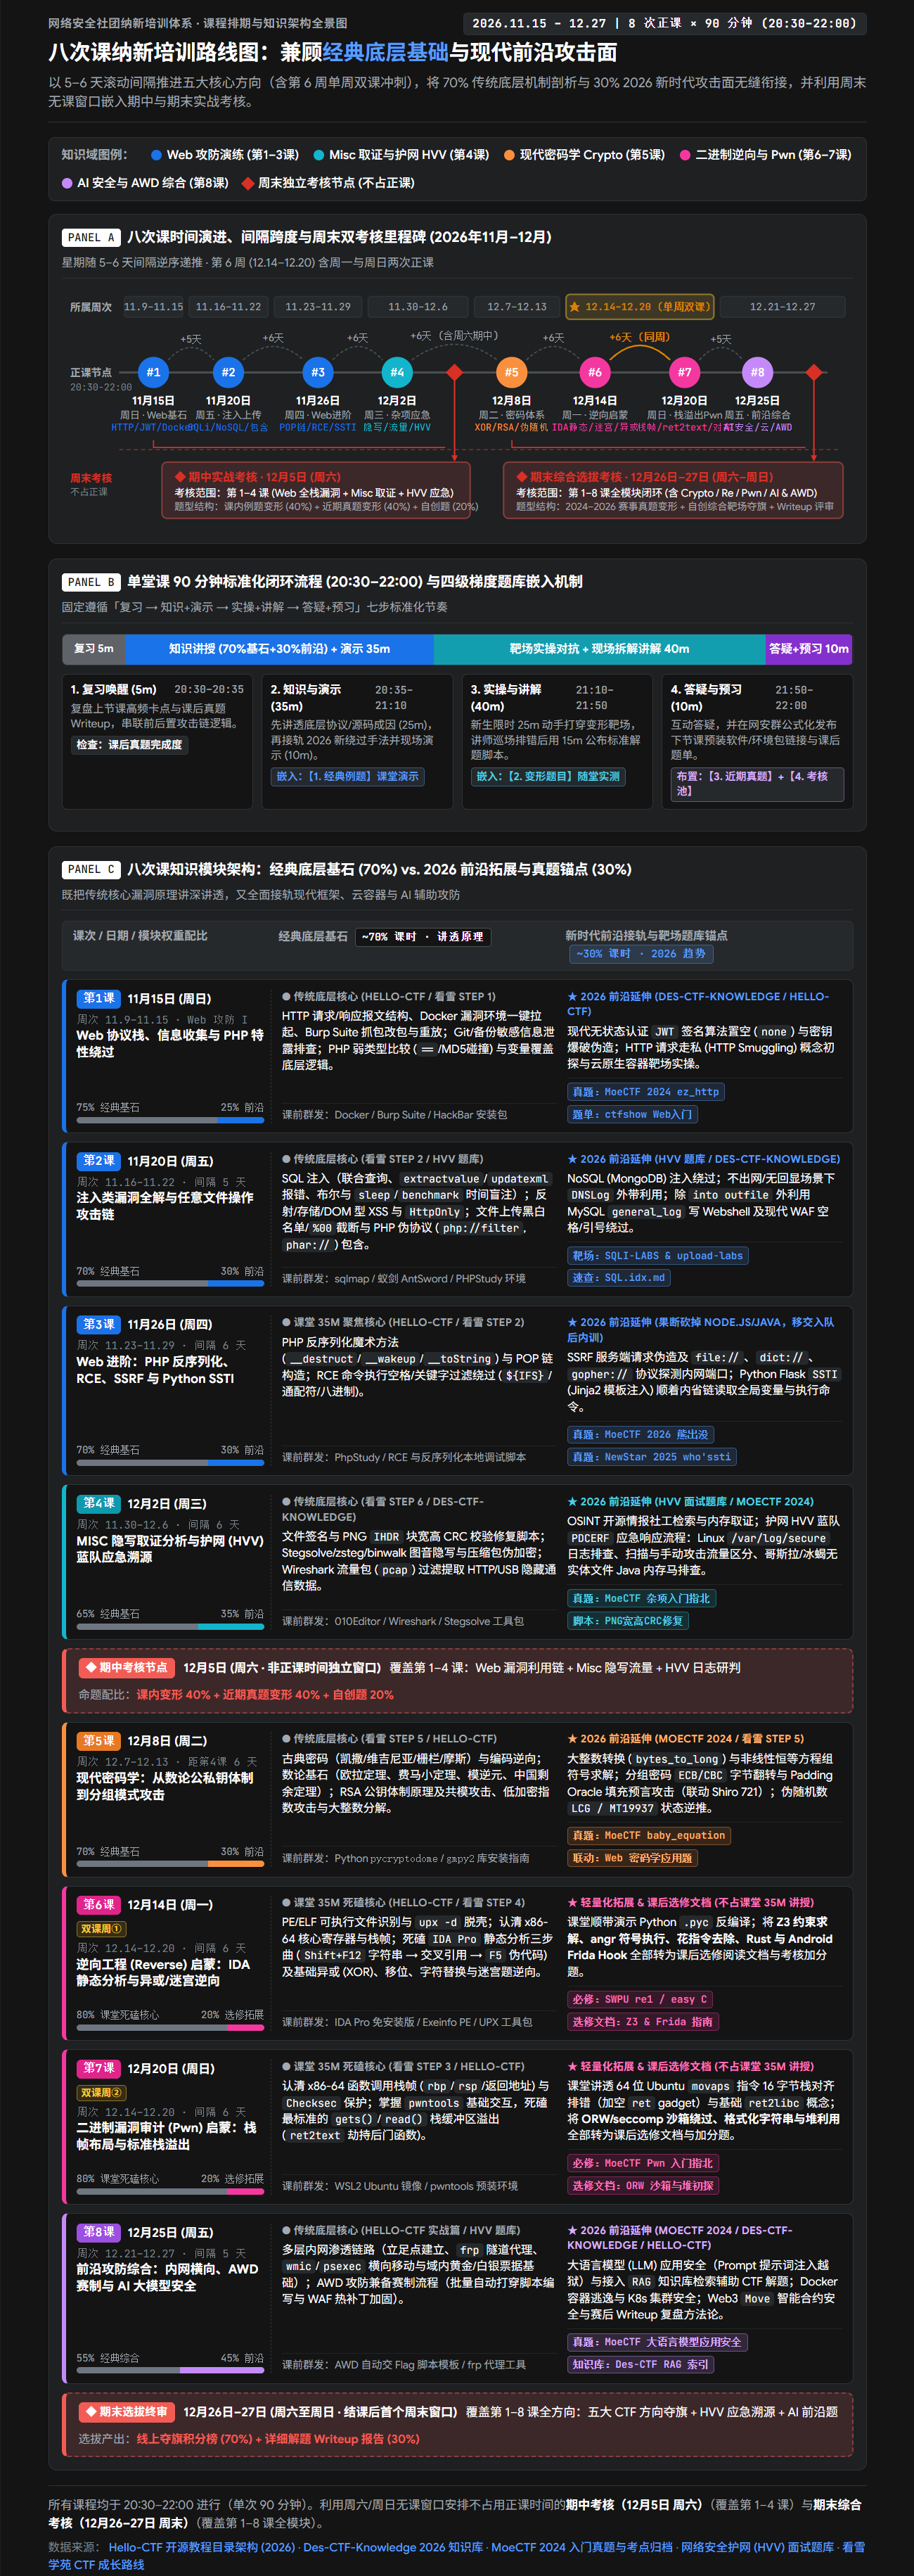 网络安全社团纳新培训体系 · 课程排期与知识架构全景图
2026.11.15 – 12.27 | 8 次正课 × 90 分钟 (20:30–22:00)
八次课纳新培训路线图：兼顾经典底层基础与现代前沿攻击面
以 5–6 天滚动间隔推进五大核心方向（含第 6 周单周双课冲刺），将 70% 传统底层机制剖析与 30% 2026 新时代攻击面无缝衔接，并利用周末
无课窗口嵌入期中与期末实战考核。
知识域图例：
Web 攻防演练 (第1–3课)
Misc 取证与护网 HVV (第4课)
现代密码学 Crypto (第5课)
二进制逆向与 Pwn (第6–7课)
AI 安全与 AWD 综合 (第8课)
周末独立考核节点 (不占正课)
PANEL A 八次课时间演进、间隔跨度与周末双考核里程碑 (2026年11月–12月)
星期随 5–6 天间隔逆序递推 · 第 6 周 (12.14–12.20) 含周一与周日两次正课
所属周次 11.9–11.15 11.16–11.22 11.23–11.29 11.30–12.6 12.7–12.13 ★ 12.14–12.20 (单周双课) 12.21–12.27
+5天 +6天 +6天 +6天 (含周六期中) +6天 +6天 (同周) +5天
正课节点
20:30-22:00
#1 #2 #3 #4 #5 #6 #7 #8
11月15日 11月20日 11月26日 12月2日 12月8日 12月14日 12月20日 12月25日
周日 · Web基石 周五 · 注入上传 周四 · Web进阶 周三 · 杂项应急 周二 · 密码体系 周一 · 逆向启蒙 周日 · 栈溢出Pwn 周五 · 前沿综合
HTTP/JWT/Docker SQLi/NoSQL/包含 POP链/RCE/SSTI 隐写/流量/HVV XOR/RSA/伪随机 IDA静态/迷宫/异或 栈帧/ret2text/对齐 AI安全/云/AWD
周末考核
不占正课
◆ 期中实战考核 · 12月5日 (周六)
考核范围：第 1–4 课 (Web 全栈漏洞 + Misc 取证 + HVV 应急)
题型结构：课内例题变形 (40%) + 近期真题变形 (40%) + 自创题 (20%)
◆ 期末综合选拔考核 · 12月26日–27日 (周六–周日)
考核范围：第 1–8 课全模块闭环 (含 Crypto / Re / Pwn / AI & AWD)
题型结构：2024–2026 赛事真题变形 + 自创综合靶场夺旗 + Writeup 评审
PANEL B 单堂课 90 分钟标准化闭环流程 (20:30–22:00) 与四级梯度题库嵌入机制
固定遵循「复习 → 知识+演示 → 实操+讲解 → 答疑+预习」七步标准化节奏
复习 5m
知识讲授 (70%基石+30%前沿) + 演示 35m
靶场实操对抗 + 现场拆解讲解 40m
答疑+预习 10m
1. 复习唤醒 (5m) 20:30–20:35
复盘上节课高频卡点与课后真题
Writeup，串联前后置攻击链逻辑。
检查：课后真题完成度
2. 知识与演示
(35m)
20:35–
21:10
先讲透底层协议/源码成因 (25m)，
再接轨 2026 新绕过手法并现场演
示 (10m)。
嵌入：【1. 经典例题】课堂演示
3. 实操与讲解
(40m)
21:10–
21:50
新生限时 25m 动手打穿变形靶场，
讲师巡场排错后用 15m 公布标准解
题脚本。
嵌入：【2. 变形题目】随堂实测
4. 答疑与预习
(10m)
21:50–
22:00
互动答疑，并在网安群公式化发布
下节课预装软件/环境包链接与课后
题单。
布置：【3. 近期真题】+【4. 考核
池】
PANEL C 八次课知识模块架构：经典底层基石 (70%) vs. 2026 前沿拓展与真题锚点 (30%)
既把传统核心漏洞原理讲深讲透，又全面接轨现代框架、云容器与 AI 辅助攻防
课次 / 日期 / 模块权重配比
经典底层基石 ~70% 课时 · 讲透原理
新时代前沿接轨与靶场题库锚点
~30% 课时 · 2026 趋势
第1课 11月15日 (周日)
周次 11.9–11.15 · Web 攻防 I
Web 协议栈、信息收集与 PHP 特
性绕过
75% 经典基石 25% 前沿
● 传统底层核心 (HELLO-CTF / 看雪 STEP 1)
HTTP 请求/响应报文结构、Docker 漏洞环境一键拉
起、Burp Suite 抓包改包与重放；Git/备份敏感信息泄
露排查；PHP 弱类型比较 ( == /MD5碰撞) 与变量覆盖
底层逻辑。
课前群发：Docker / Burp Suite / HackBar 安装包
★ 2026 前沿延伸 (DES-CTF-KNOWLEDGE / HELLO-
CTF)
现代无状态认证 JWT 签名算法置空 ( none ) 与密钥
爆破伪造；HTTP 请求走私 (HTTP Smuggling) 概念初
探与云原生容器靶场实操。
真题：MoeCTF 2024 ez_http
题单：ctfshow Web入门
第2课 11月20日 (周五)
周次 11.16–11.22 · 间隔 5 天
注入类漏洞全解与任意文件操作
攻击链
70% 经典基石 30% 前沿
● 传统底层核心 (看雪 STEP 2 / HVV 题库)
SQL 注入（联合查询、 extractvalue / updatexml
报错、布尔与 sleep / benchmark 时间盲注）；反
射/存储/DOM 型 XSS 与 HttpOnly ；文件上传黑白
名单/ %00 截断与 PHP 伪协议 ( php://filter ,
phar:// ) 包含。
课前群发：sqlmap / 蚁剑 AntSword / PHPStudy 环境
★ 2026 前沿延伸 (HVV 题库 / DES-CTF-KNOWLEDGE)
NoSQL (MongoDB) 注入绕过；不出网/无回显场景下
DNSLog 外带利用；除 into outfile 外利用
MySQL general_log 写 Webshell 及现代 WAF 空
格/引号绕过。
靶场：SQLI-LABS & upload-labs
速查：SQL.idx.md
第3课 11月26日 (周四)
周次 11.23–11.29 · 间隔 6 天
Web 进阶：PHP 反序列化、
RCE、SSRF 与 Python SSTI
70% 经典基石 30% 前沿
● 课堂 35M 聚焦核心 (HELLO-CTF / 看雪 STEP 2)
PHP 反序列化魔术方法
( __destruct / __wakeup / __toString ) 与 POP 链
构造；RCE 命令执行空格/关键字过滤绕过 ( ${IFS} /
通配符/八进制)。
课前群发：PhpStudy / RCE 与反序列化本地调试脚本
★ 2026 前沿延伸 (果断砍掉 NODE.JS/JAVA，移交入队
后内训)
SSRF 服务端请求伪造及 file:// 、 dict:// 、
gopher:// 协议探测内网端口；Python Flask SSTI
(Jinja2 模板注入) 顺着内省链读取全局变量与执行命
令。
真题：MoeCTF 2026 熊出没
真题：NewStar 2025 who'ssti
第4课 12月2日 (周三)
周次 11.30–12.6 · 间隔 6 天
MISC 隐写取证分析与护网 (HVV)
蓝队应急溯源
65% 经典基石 35% 前沿
● 传统底层核心 (看雪 STEP 6 / DES-CTF-
KNOWLEDGE)
文件签名与 PNG IHDR 块宽高 CRC 校验修复脚本；
Stegsolve/zsteg/binwalk 图音隐写与压缩包伪加密；
Wireshark 流量包 ( pcap ) 过滤提取 HTTP/USB 隐藏通
信数据。
课前群发：010Editor / Wireshark / Stegsolve 工具包
★ 2026 前沿延伸 (HVV 面试题库 / MOECTF 2024)
OSINT 开源情报社工检索与内存取证；护网 HVV 蓝队
PDCERF 应急响应流程：Linux /var/log/secure
日志排查、扫描与手动攻击流量区分、哥斯拉/冰蝎无
实体文件 Java 内存马排查。
真题：MoeCTF 杂项入门指北
脚本：PNG宽高CRC修复
◆ 期中考核节点 12月5日 (周六 · 非正课时间独立窗口) 覆盖第 1–4 课：Web 漏洞利用链 + Misc 隐写流量 + HVV 日志研判
命题配比：课内变形 40% + 近期真题变形 40% + 自创题 20%
第5课 12月8日 (周二)
周次 12.7–12.13 · 距第4课 6 天
现代密码学：从数论公私钥体制
到分组模式攻击
70% 经典基石 30% 前沿
● 传统底层核心 (看雪 STEP 5 / HELLO-CTF)
古典密码（凯撒/维吉尼亚/栅栏/摩斯）与编码逆向；
数论基石（欧拉定理、费马小定理、模逆元、中国剩
余定理）；RSA 公钥体制原理及共模攻击、低加密指
数攻击与大整数分解。
课前群发：Python pycryptodome / gmpy2 库安装指南
★ 2026 前沿延伸 (MOECTF 2024 / 看雪 STEP 5)
大整数转换 ( bytes_to_long ) 与非线性恒等方程组
符号求解；分组密码 ECB/CBC 字节翻转与 Padding
Oracle 填充预言攻击（联动 Shiro 721）；伪随机数
LCG / MT19937 状态逆推。
真题：MoeCTF baby_equation
联动：Web 密码学应用题
第6课 12月14日 (周一)
双课周①
周次 12.14–12.20 · 间隔 6 天
逆向工程 (Reverse) 启蒙：IDA
静态分析与异或/迷宫逆向
80% 课堂死磕核心 20% 选修拓展
● 课堂 35M 死磕核心 (HELLO-CTF / 看雪 STEP 4)
PE/ELF 可执行文件识别与 upx -d 脱壳；认清 x86-
64 核心寄存器与栈帧；死磕 IDA Pro 静态分析三步
曲 ( Shift+F12 字符串 → 交叉引用 → F5 伪代码)
及基础异或 (XOR)、移位、字符替换与迷宫题逆向。
课前群发：IDA Pro 免安装版 / Exeinfo PE / UPX 工具包
★ 轻量化拓展 & 课后选修文档 (不占课堂 35M 讲授)
课堂顺带演示 Python .pyc 反编译；将 Z3 约束求
解、angr 符号执行、花指令去除、Rust 与 Android
Frida Hook 全部转为课后选修阅读文档与考核加分
题。
必修：SWPU re1 / easy C
选修文档：Z3 & Frida 指南
第7课 12月20日 (周日)
双课周②
周次 12.14–12.20 · 间隔 6 天
二进制漏洞审计 (Pwn) 启蒙：栈
帧布局与标准栈溢出
80% 课堂死磕核心 20% 选修拓展
● 课堂 35M 死磕核心 (看雪 STEP 3 / HELLO-CTF)
认清 x86-64 函数调用栈帧 ( rbp / rsp /返回地址) 与
Checksec 保护；掌握 pwntools 基础交互，死磕
最标准的 gets() / read() 栈缓冲区溢出
( ret2text 劫持后门函数)。
课前群发：WSL2 Ubuntu 镜像 / pwntools 预装环境
★ 轻量化拓展 & 课后选修文档 (不占课堂 35M 讲授)
课堂讲透 64 位 Ubuntu movaps 指令 16 字节栈对齐
排错（加空 ret gadget）与基础 ret2libc 概念；
将 ORW/seccomp 沙箱绕过、格式化字符串与堆利用
全部转为课后选修文档与加分题。
必修：MoeCTF Pwn 入门指北
选修文档：ORW 沙箱与堆初探
第8课 12月25日 (周五)
周次 12.21–12.27 · 间隔 5 天
前沿攻防综合：内网横向、AWD
赛制与 AI 大模型安全
55% 经典综合 45% 前沿
● 传统底层核心 (HELLO-CTF 实战篇 / HVV 题库)
多层内网渗透链路（立足点建立、 frp 隧道代理、
wmic / psexec 横向移动与域内黄金/白银票据基
础）；AWD 攻防兼备赛制流程（批量自动打穿脚本编
写与 WAF 热补丁加固）。
课前群发：AWD 自动交 Flag 脚本模板 / frp 代理工具
★ 2026 前沿延伸 (MOECTF 2024 / DES-CTF-
KNOWLEDGE / HELLO-CTF)
大语言模型 (LLM) 应用安全（Prompt 提示词注入越
狱）与接入 RAG 知识库检索辅助 CTF 解题；Docker
容器逃逸与 K8s 集群安全；Web3 Move 智能合约安
全与赛后 Writeup 复盘方法论。
真题：MoeCTF 大语言模型应用安全
知识库：Des-CTF RAG 索引
◆ 期末选拔终审 12月26日–27日 (周六至周日 · 结课后首个周末窗口) 覆盖第 1–8 课全方向：五大 CTF 方向夺旗 + HVV 应急溯源 + AI 前沿题
选拔产出：线上夺旗积分榜 (70%) + 详细解题 Writeup 报告 (30%)
所有课程均于 20:30–22:00 进行（单次 90 分钟）。利用周六/周日无课窗口安排不占用正课时间的期中考核（12月5日 周六）（覆盖第 1–4 课）与期末综合
考核（12月26日–27日 周末）（覆盖第 1–8 课全模块）。
数据来源： Hello-CTF 开源教程目录架构 (2026) · Des-CTF-Knowledge 2026 知识库 · MoeCTF 2024 入门真题与考点归档 · 网络安全护网 (HVV) 面试题库 · 看雪
学苑 CTF 成长路线